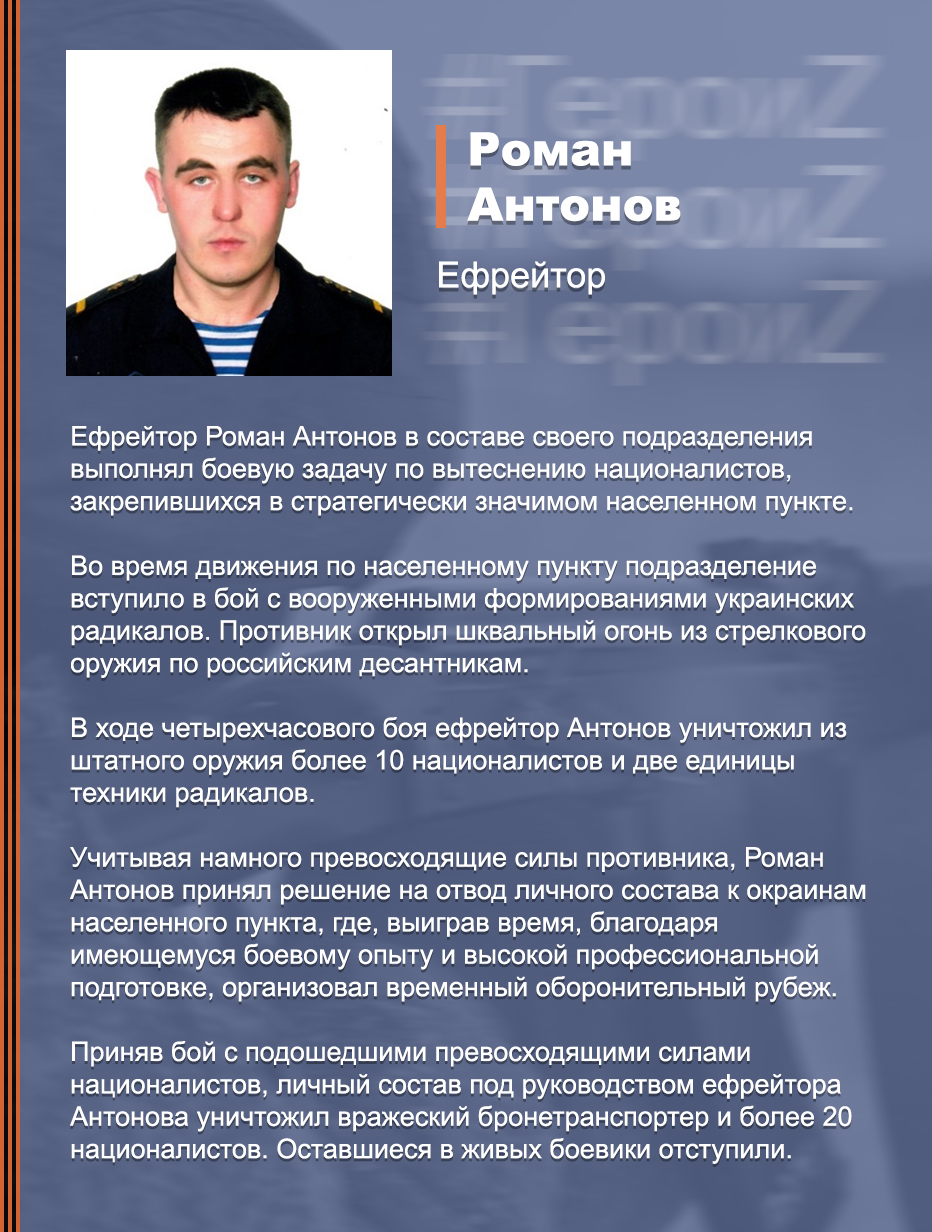 #ГероиZ
Роман
#ГероиZ
Антонов
Ефрейтор
#ГероиZ
Ефрейтор Роман Антонов в составе своего подразделения
выполнял боевую задачу по вытеснению националистов,
закрепившихся в стратегически значимом населенном пункте.
Во время движения по населенному пункту подразделение
вступило в бой с вооруженными формированиями украинских
радикалов. Противник открыл шквальный огонь из стрелкового
оружия по российским десантникам.
В ходе четырехчасового боя ефрейтор Антонов уничтожил из
штатного оружия более 10 националистов и две единицы
техники радикалов.
Учитывая намного превосходящие силы противника, Роман
Антонов принял решение на отвод личного состава к окраинам
населенного пункта, где, выиграв время, благодаря
имеющемуся боевому опыту и высокой профессиональной
подготовке, организовал временный оборонительный рубеж.
Приняв бой с подошедшими превосходящими силами
националистов, личный состав под руководством ефрейтора
Антонова уничтожил вражеский бронетранспортер и более 20
националистов. Оставшиеся в живых боевики отступили.